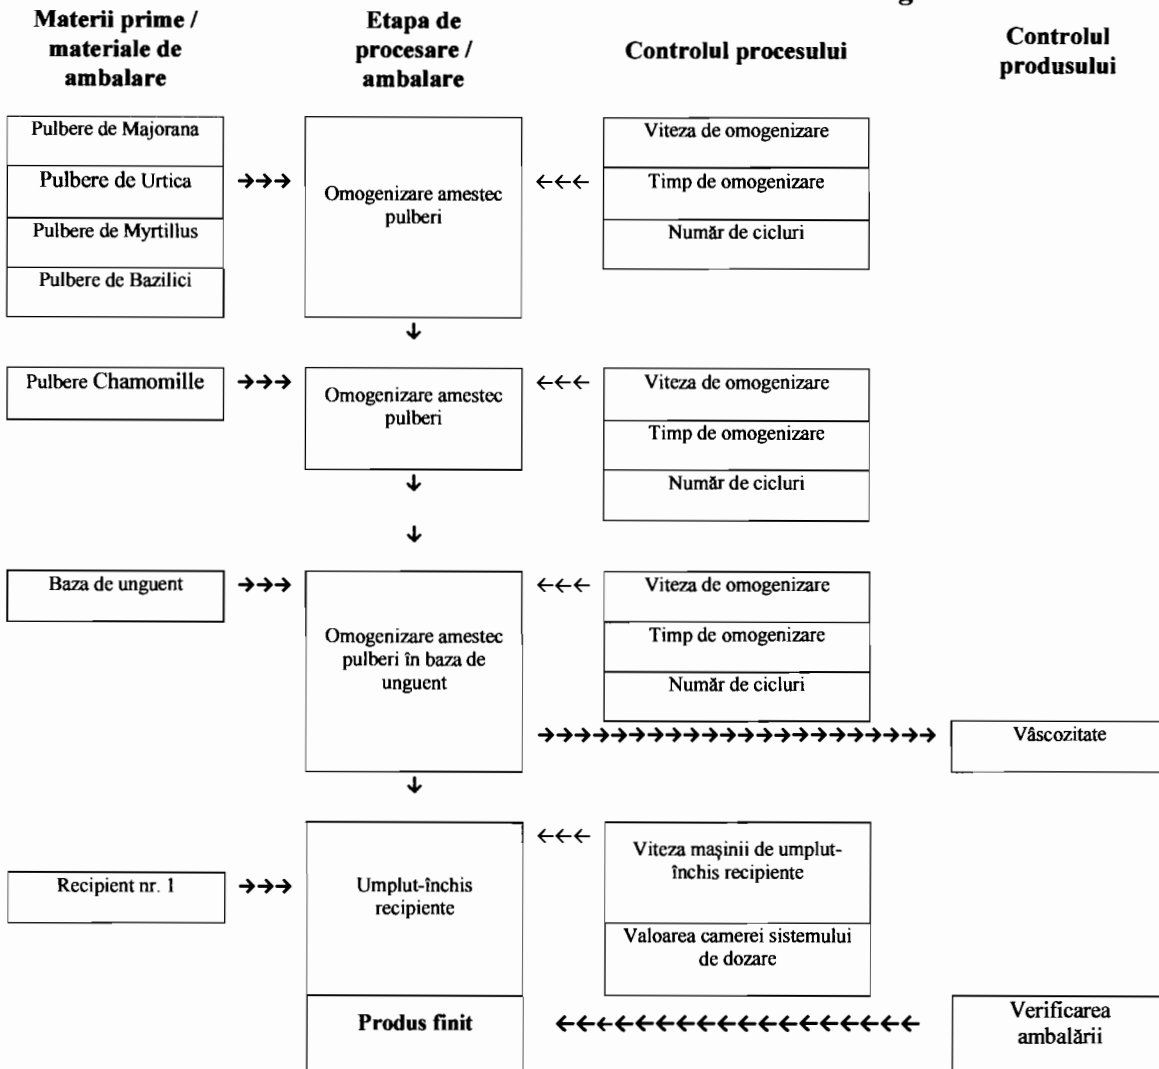 Materii prime /
materiale de
ambalare
Etapa de
procesare /
ambalare
Controlul procesului
Controlul
produsului
Pulbere de Majorana
Pulbere de Urtica
Pulbere de Myrtillus
Pulbere de Bazilici
→→→
Omogenizare amestec
pulberi
←←←
Viteza de omogenizare
Timp de omogenizare
Număr de cicluri
↓
Pulbere Chamomille
→→→
Omogenizare amestec
pulberi
←←←
Viteza de omogenizare
Timp de omogenizare
Număr de cicluri
↓
↓
Baza de unguent
→→→
Omogenizare amestec
pulberi în baza de
unguent
←←←
Viteza de omogenizare
Timp de omogenizare
Număr de cicluri
→→→→→→→→→→→→→→→→→→→→
Vâscozitate
↓
Recipient nr. 1
→→→
Umplut-închis
recipiente
←←←
Viteza mașinii de umplut-
închis recipiente
Valoarea camerei sistemului
de dozare
Produs finit
←←←←←←←←←←←←←←←←←←
Verificarea
ambalării